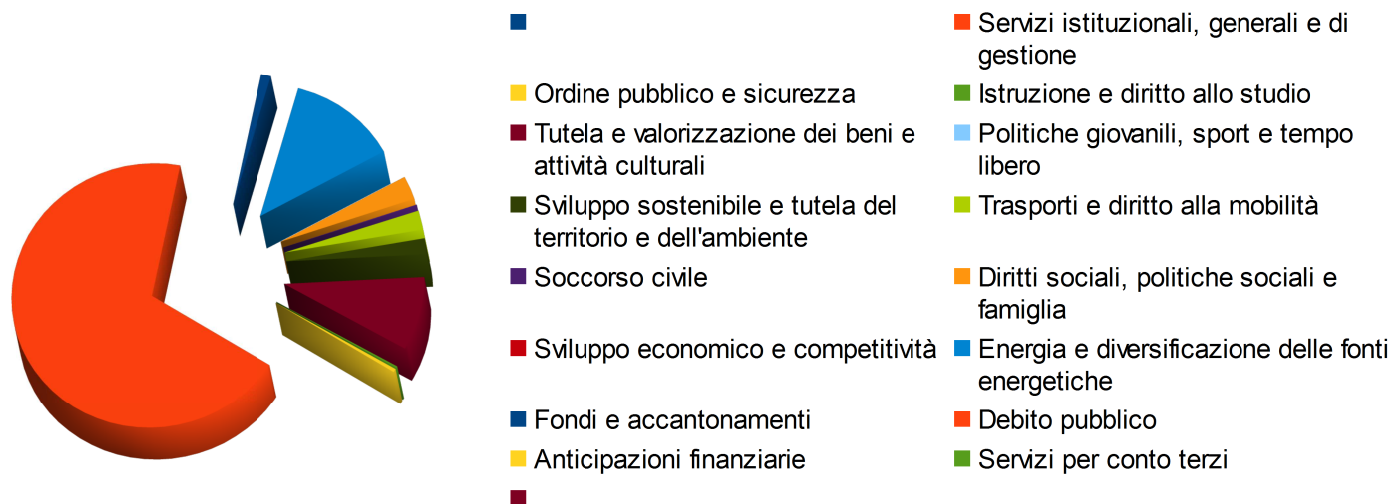 Servizi istituzionali, generali e di
gestione
Ordine pubblico e sicurezza
Istruzione e diritto allo studio
Tutela e valorizzazione dei beni e
attività culturali
Politiche giovanili, sport e tempo
libero
Sviluppo sostenibile e tutela del
territorio e dell'ambiente
Trasporti e diritto alla mobilità
Soccorso civile
Diritti sociali, politiche sociali e
famiglia
Sviluppo economico e competitività
Energia e diversificazione delle fonti
energetiche
Fondi e accantonamenti
Debito pubblico
Anticipazioni finanziarie
Servizi per conto terzi